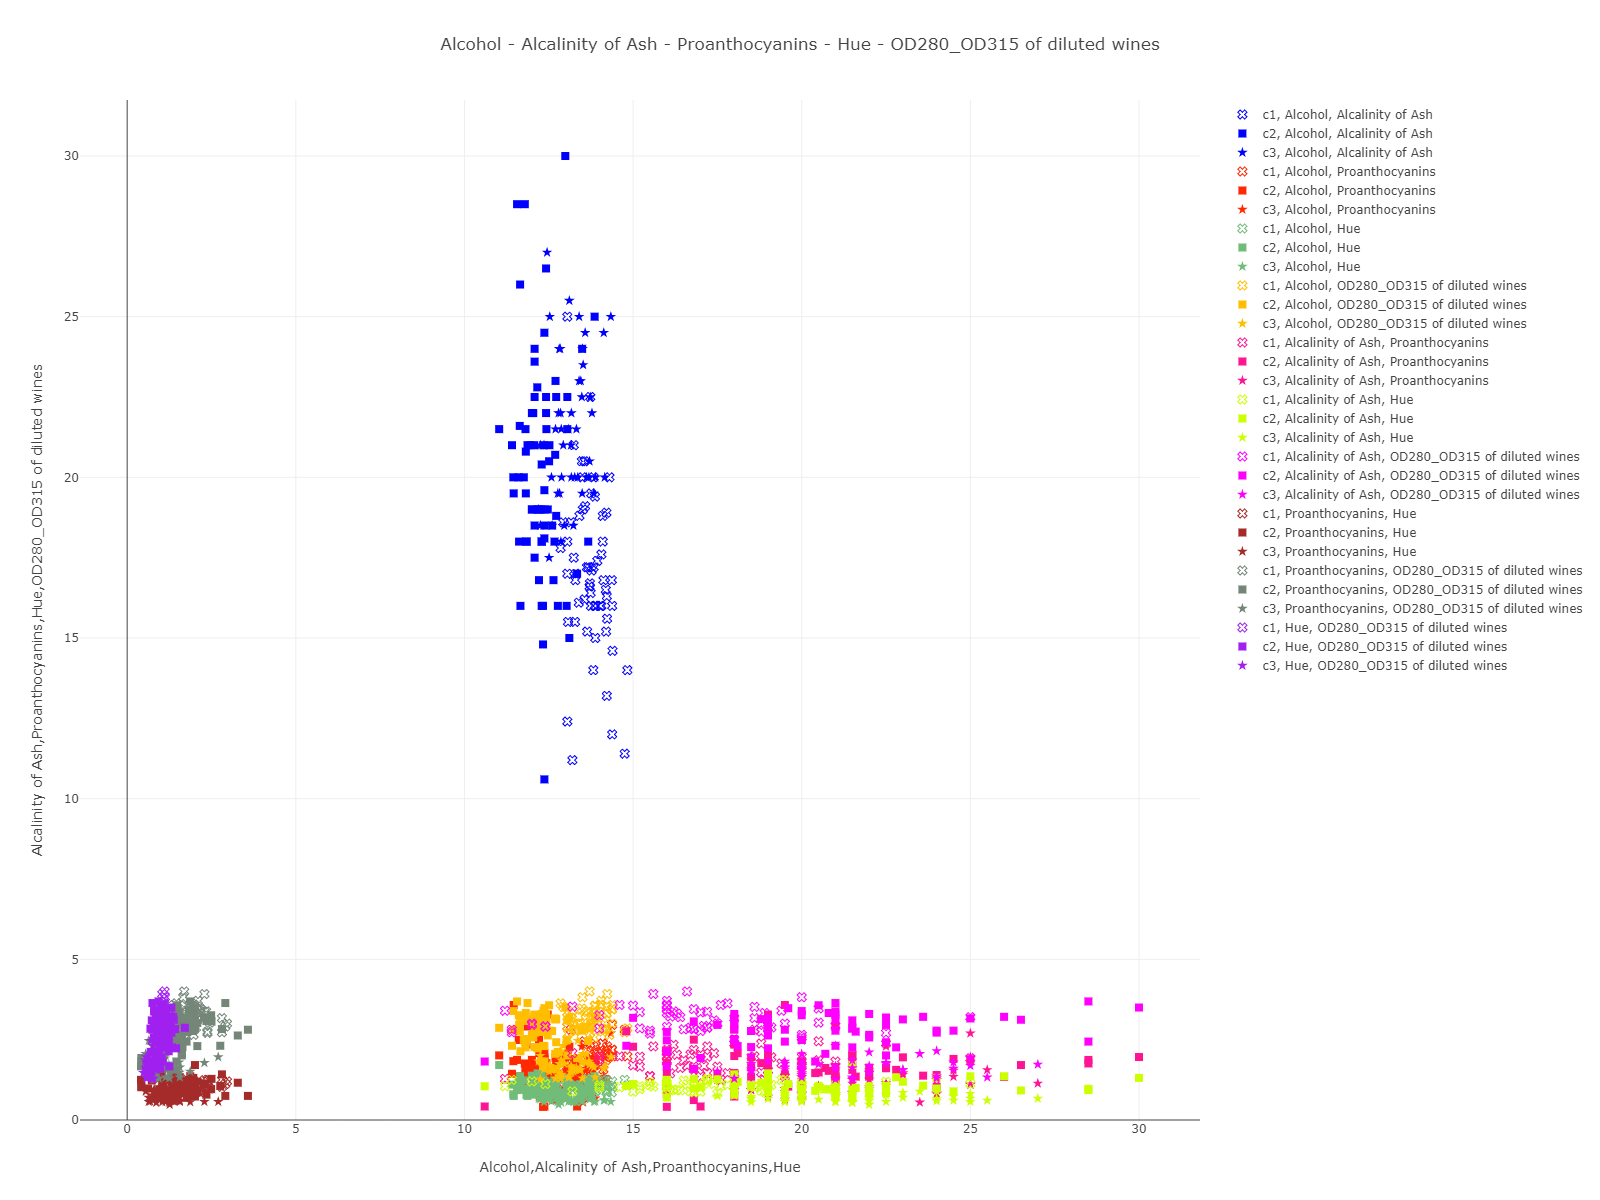 Alcohol - Alcalinity of Ash - Proanthocyanins - Hue - OD280_OD315 of diluted wines
Alcalinity of Ash,Proanthocyanins,Hue,OD280_OD315 of diluted wines
30
25
20
15
10
5
0
0
5
10
15
20
25
30
Alcohol,Alcalinity of Ash,Proanthocyanins,Hue
c1, Alcohol, Alcalinity of Ash
c2, Alcohol, Alcalinity of Ash
c3, Alcohol, Alcalinity of Ash
c1, Alcohol, Proanthocyanins
c2, Alcohol, Proanthocyanins
c3, Alcohol, Proanthocyanins
c1, Alcohol, Hue
c2, Alcohol, Hue
c3, Alcohol, Hue
c1, Alcohol, OD280_OD315 of diluted wines
c2, Alcohol, OD280_OD315 of diluted wines
c3, Alcohol, OD280_OD315 of diluted wines
c1, Alcalinity of Ash, Proanthocyanins
c2, Alcalinity of Ash, Proanthocyanins
c3, Alcalinity of Ash, Proanthocyanins
c1, Alcalinity of Ash, Hue
c2, Alcalinity of Ash, Hue
c3, Alcalinity of Ash, Hue
c1, Alcalinity of Ash, OD280_OD315 of diluted wines
c2, Alcalinity of Ash, OD280_OD315 of diluted wines
c3, Alcalinity of Ash, OD280_OD315 of diluted wines
c1, Proanthocyanins, Hue
c2, Proanthocyanins, Hue
c3, Proanthocyanins, Hue
c1, Proanthocyanins, OD280_OD315 of diluted wines
c2, Proanthocyanins, OD280_OD315 of diluted wines
c3, Proanthocyanins, OD280_OD315 of diluted wines
c1, Hue, OD280_OD315 of diluted wines
c2, Hue, OD280_OD315 of diluted wines
c3, Hue, OD280_OD315 of diluted wines